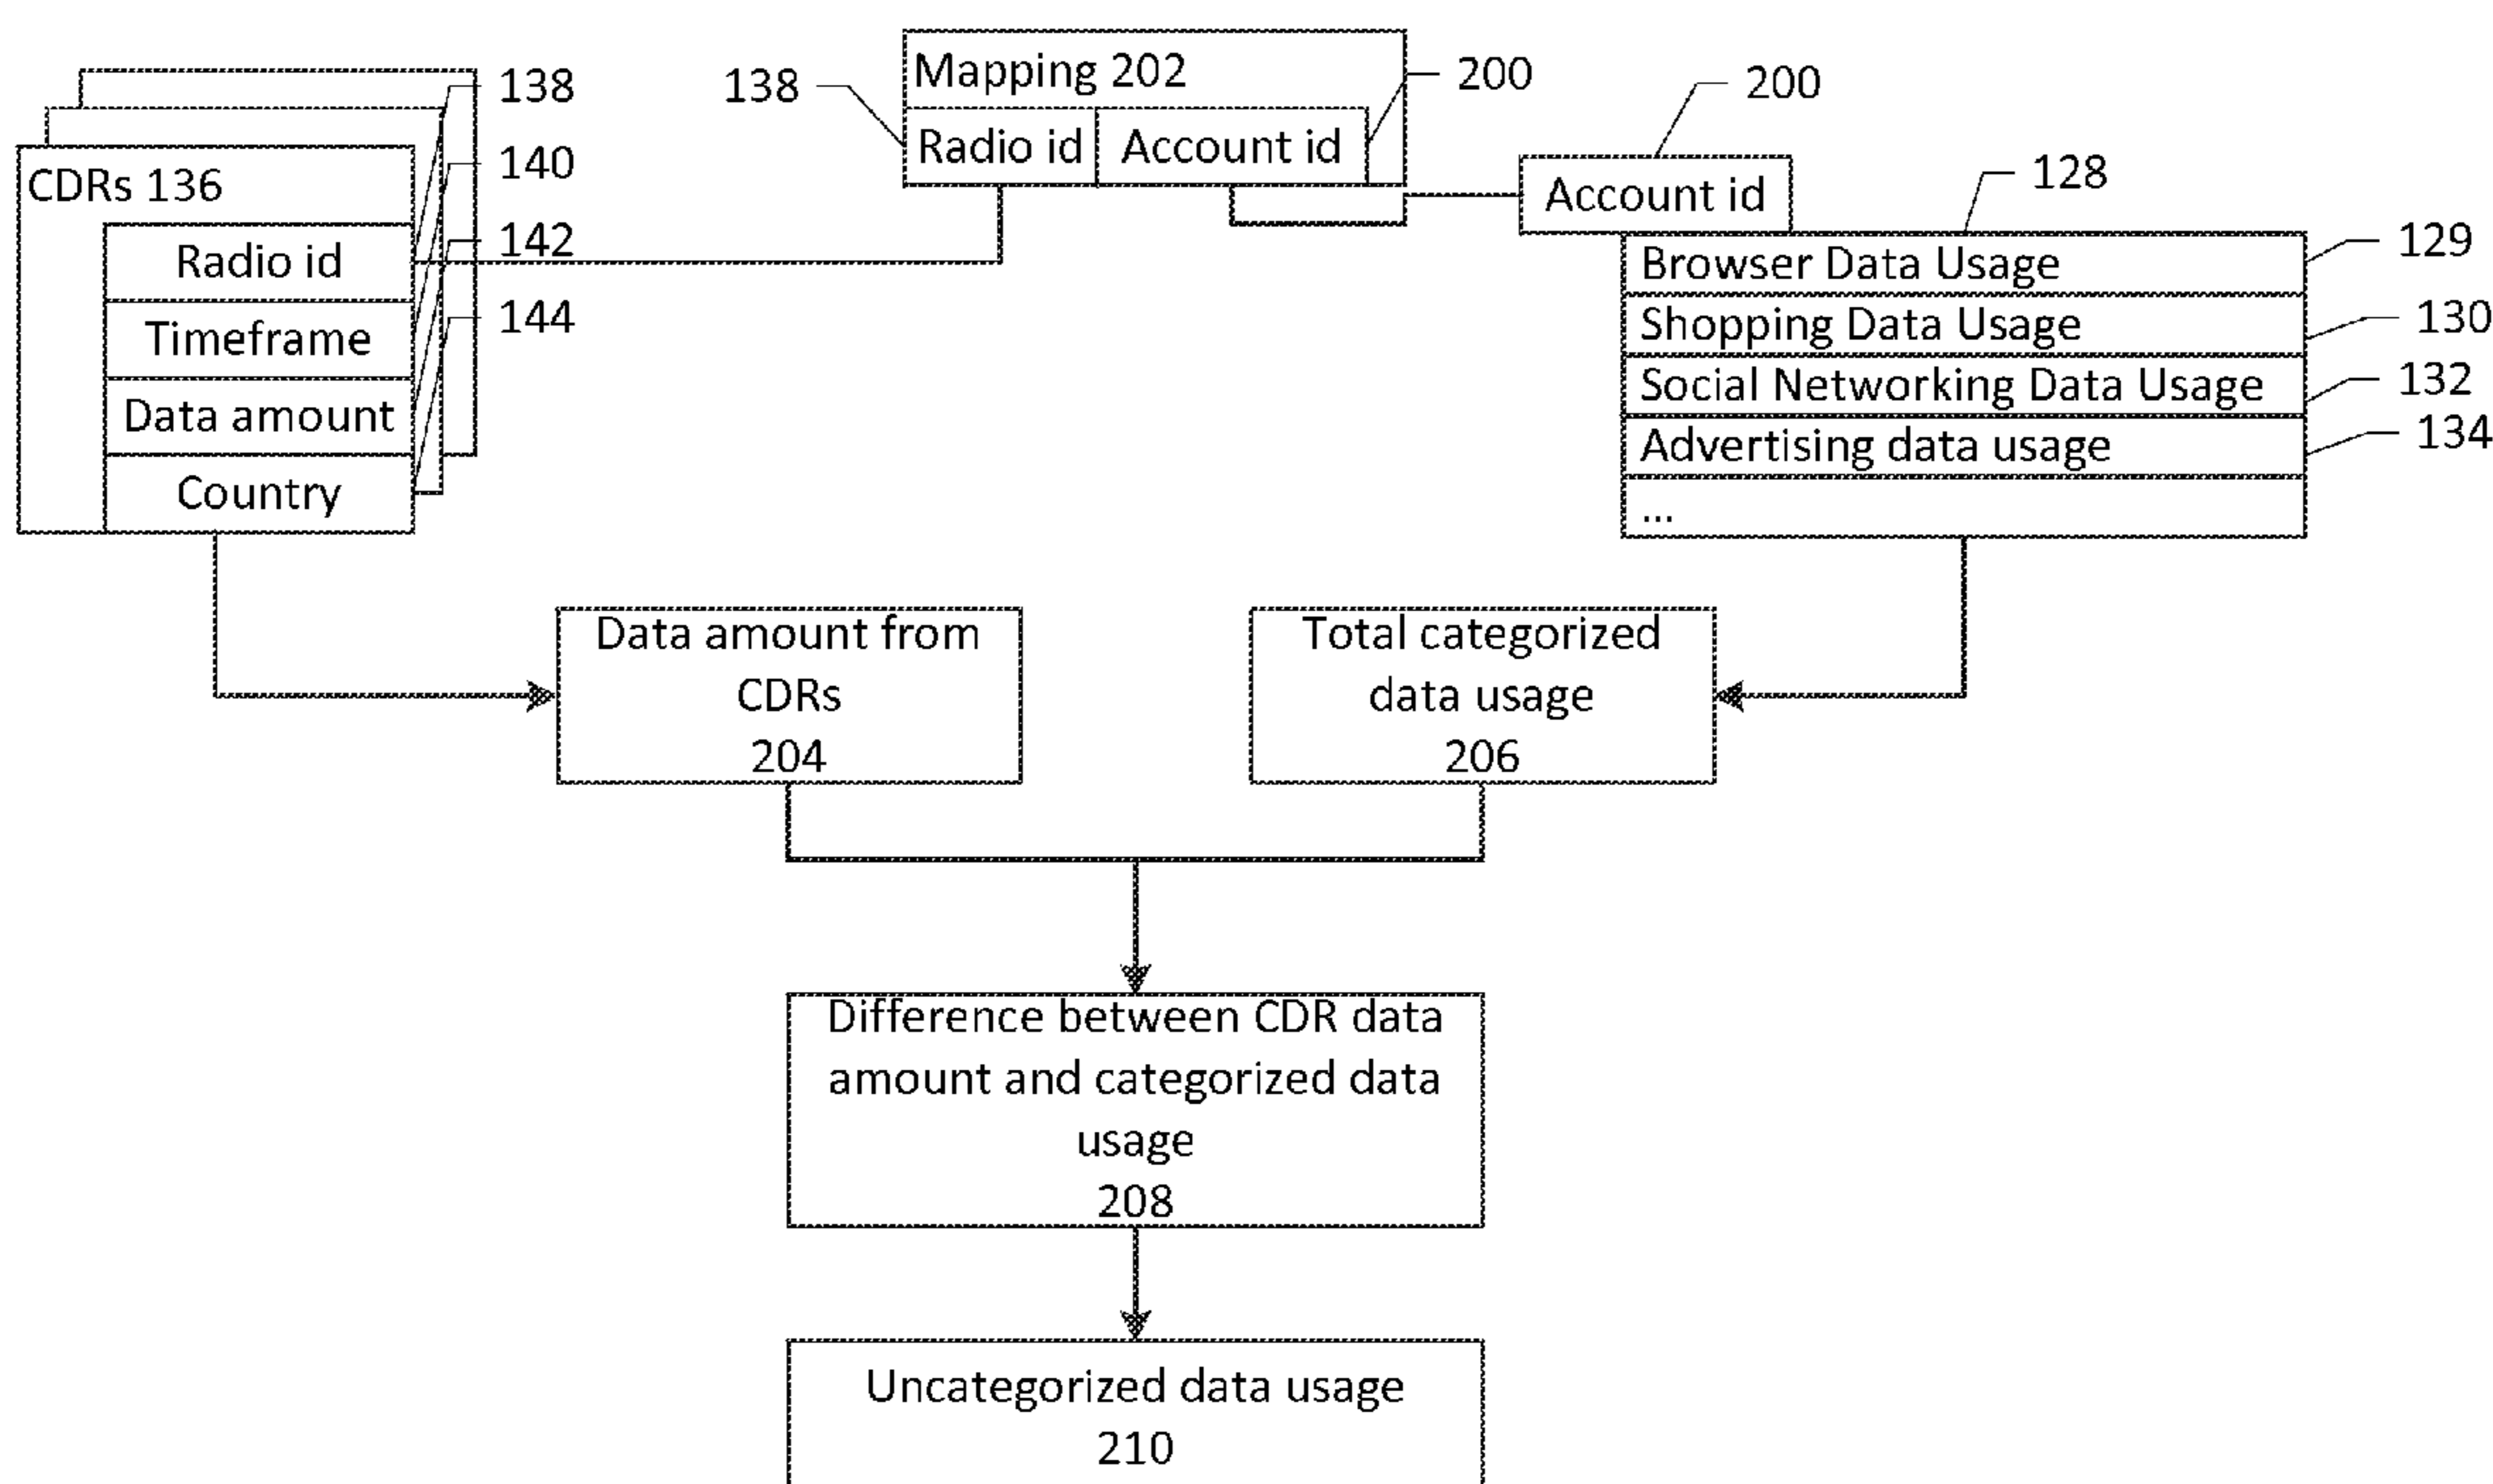 CDRs 136
138
140
142
144
Radio id
Timeframe
Data amount
Country
138
Mapping 202
200
Radio id
Account id
200
Account id
128
Browser Data Usage
129
Shopping Data Usage
130
Social Networking Data Usage
132
Advertising data usage
134
...
Data amount from
CDRs
204
Total categorized
data usage
206
Difference between CDR data
amount and categorized data
usage
208
Uncategorized data usage
210